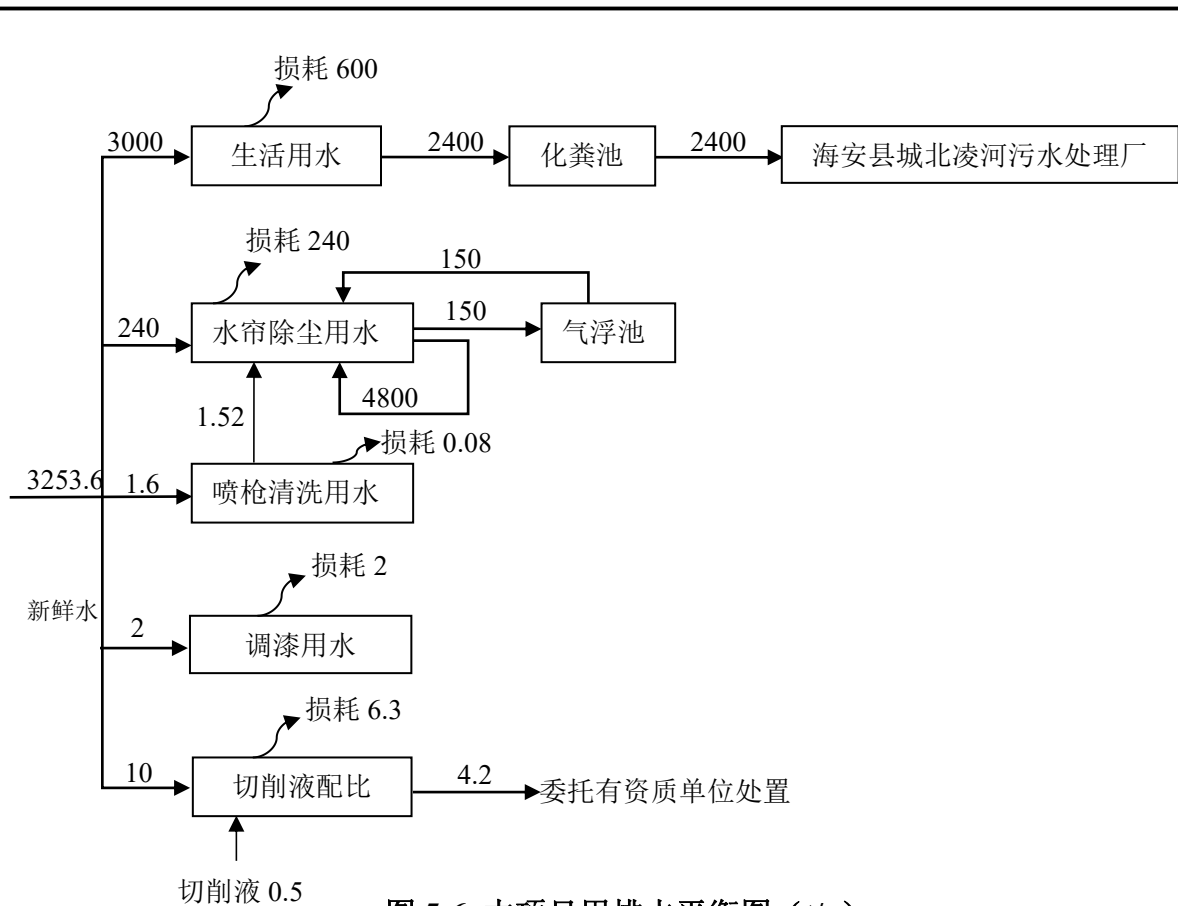 损耗 600
3000
生活用水
2400
化粪池
2400
海安县城北凌河污水处理厂
损耗 240
150
240
水帘除尘用水
150
气浮池
4800
1.52
损耗 0.08
3253.6
1.6
喷枪清洗用水
损耗 2
新鲜水
2
调漆用水
损耗 6.3
10
切削液配比
4.2
委托有资质单位处置
切削液 0.5